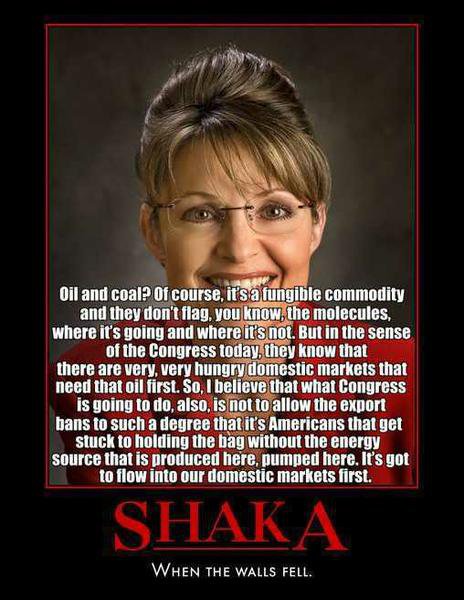 Oil and coal? Of course, it's a fungible commodity
and they don't flag, you know, the molecules,
where it's going and where it's not. But in the sense
of the Congress today, they know that
there are very, very hungry domestic markets that
need that oil first. So, I believe that what Congress
is going to do, also, is not to allow the export
bans to such a degree that it's Americans that get
stuck to holding the bag without the energy
source that is produced here, pumped here. It's got
to flow into our domestic markets first.
SHAKA
WHEN THE WALLS FELL.